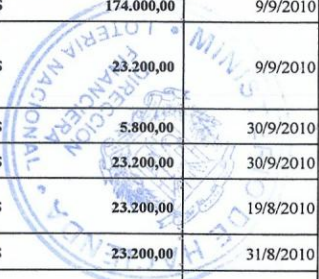 174.000,00 9/9/2010
23.200,00 9/9/2010
5.800,00 30/9/2010
23.200,00 30/9/2010
23.200,00 19/8/2010
23.200,00 31/8/2010
LOTERIA NACIONAL
DIRECCION
FINANCIERA